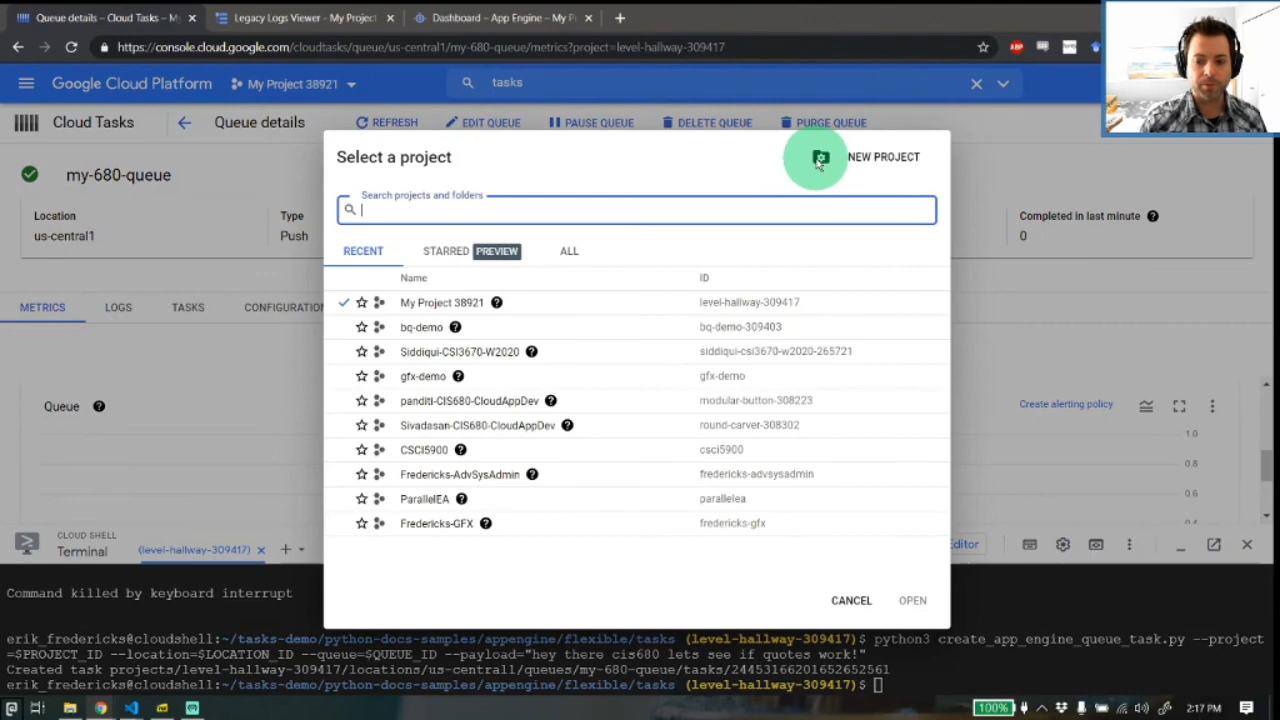 Queue details – Cloud Tasks – M
Legacy Logs Viewer – My Project
Dashboard – App Engine – My P
https://console.cloud.google.com/cloudtasks/queue/us-central1/my-680-queue/metrics?project=level-hallway-309417
ABP
Google Cloud Platform
My Project 38921
tasks
Cloud Tasks
Queue details
REFRESH
EDIT QUEUE
PAUSE QUEUE
DELETE QUEUE
PURGE QUEUE
my-680-queue
Location
us-central1
Type
Push
Completed in last minute
0
METRICS
LOGS
TASKS
CONFIGURATION
Queue
Create alerting policy
1.0
0.8
0.6
0.4
Select a project
NEW PROJECT
Search projects and folders
RECENT
STARRED PREVIEW
ALL
Name ID
My Project 38921 level-hallway-309417
bq-demo bq-demo-309403
Siddiqui-CSI3670-W2020 siddiqui-csi3670-w2020-265721
gfx-demo gfx-demo
panditi-CIS680-CloudAppDev modular-button-308223
Sivadasan-CIS680-CloudAppDev round-carver-308302
CSCI5900 csci5900
Fredericks-AdvSysAdmin fredericks-advsysadmin
ParallelEA parallelea
Fredericks-GFX fredericks-gfx
CANCEL
OPEN
CLOUD SHELL
Terminal
(level-hallway-309417)
Editor
Command killed by keyboard interrupt
erik_fredericks@cloudshell:~/tasks-demo/python-docs-samples/appengine/flexible/tasks (level-hallway-309417)$ python3 create_app_engine_queue_task.py --project
=$PROJECT_ID --location=$LOCATION_ID --queue=$QUEUE_ID --payload="hey there cis680 lets see if quotes work!"
Created task projects/level-hallway-309417/locations/us-central1/queues/my-680-queue/tasks/24453166201652652561
erik_fredericks@cloudshell:~/tasks-demo/python-docs-samples/appengine/flexible/tasks (level-hallway-309417)$
100%
2:17 PM